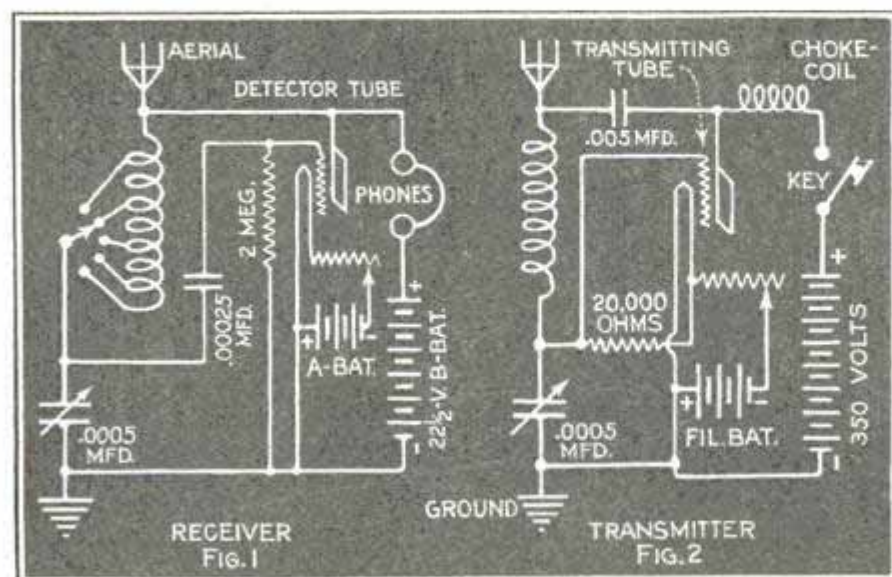 AERIAL
DETECTOR TUBE
2 MEG.
.00025
MFD.
PHONES
+ -
A-BAT.
+
22½-V. B-BAT.
-
.0005
MFD.
RECEIVER
FIG.1
TRANSMITTING
TUBE
CHOKE-
COIL
.005 MFD.
KEY
20,000
OHMS
+ -
FIL. BAT.
+
350 VOLTS
-
.0005
MFD.
GROUND
TRANSMITTER
FIG.2